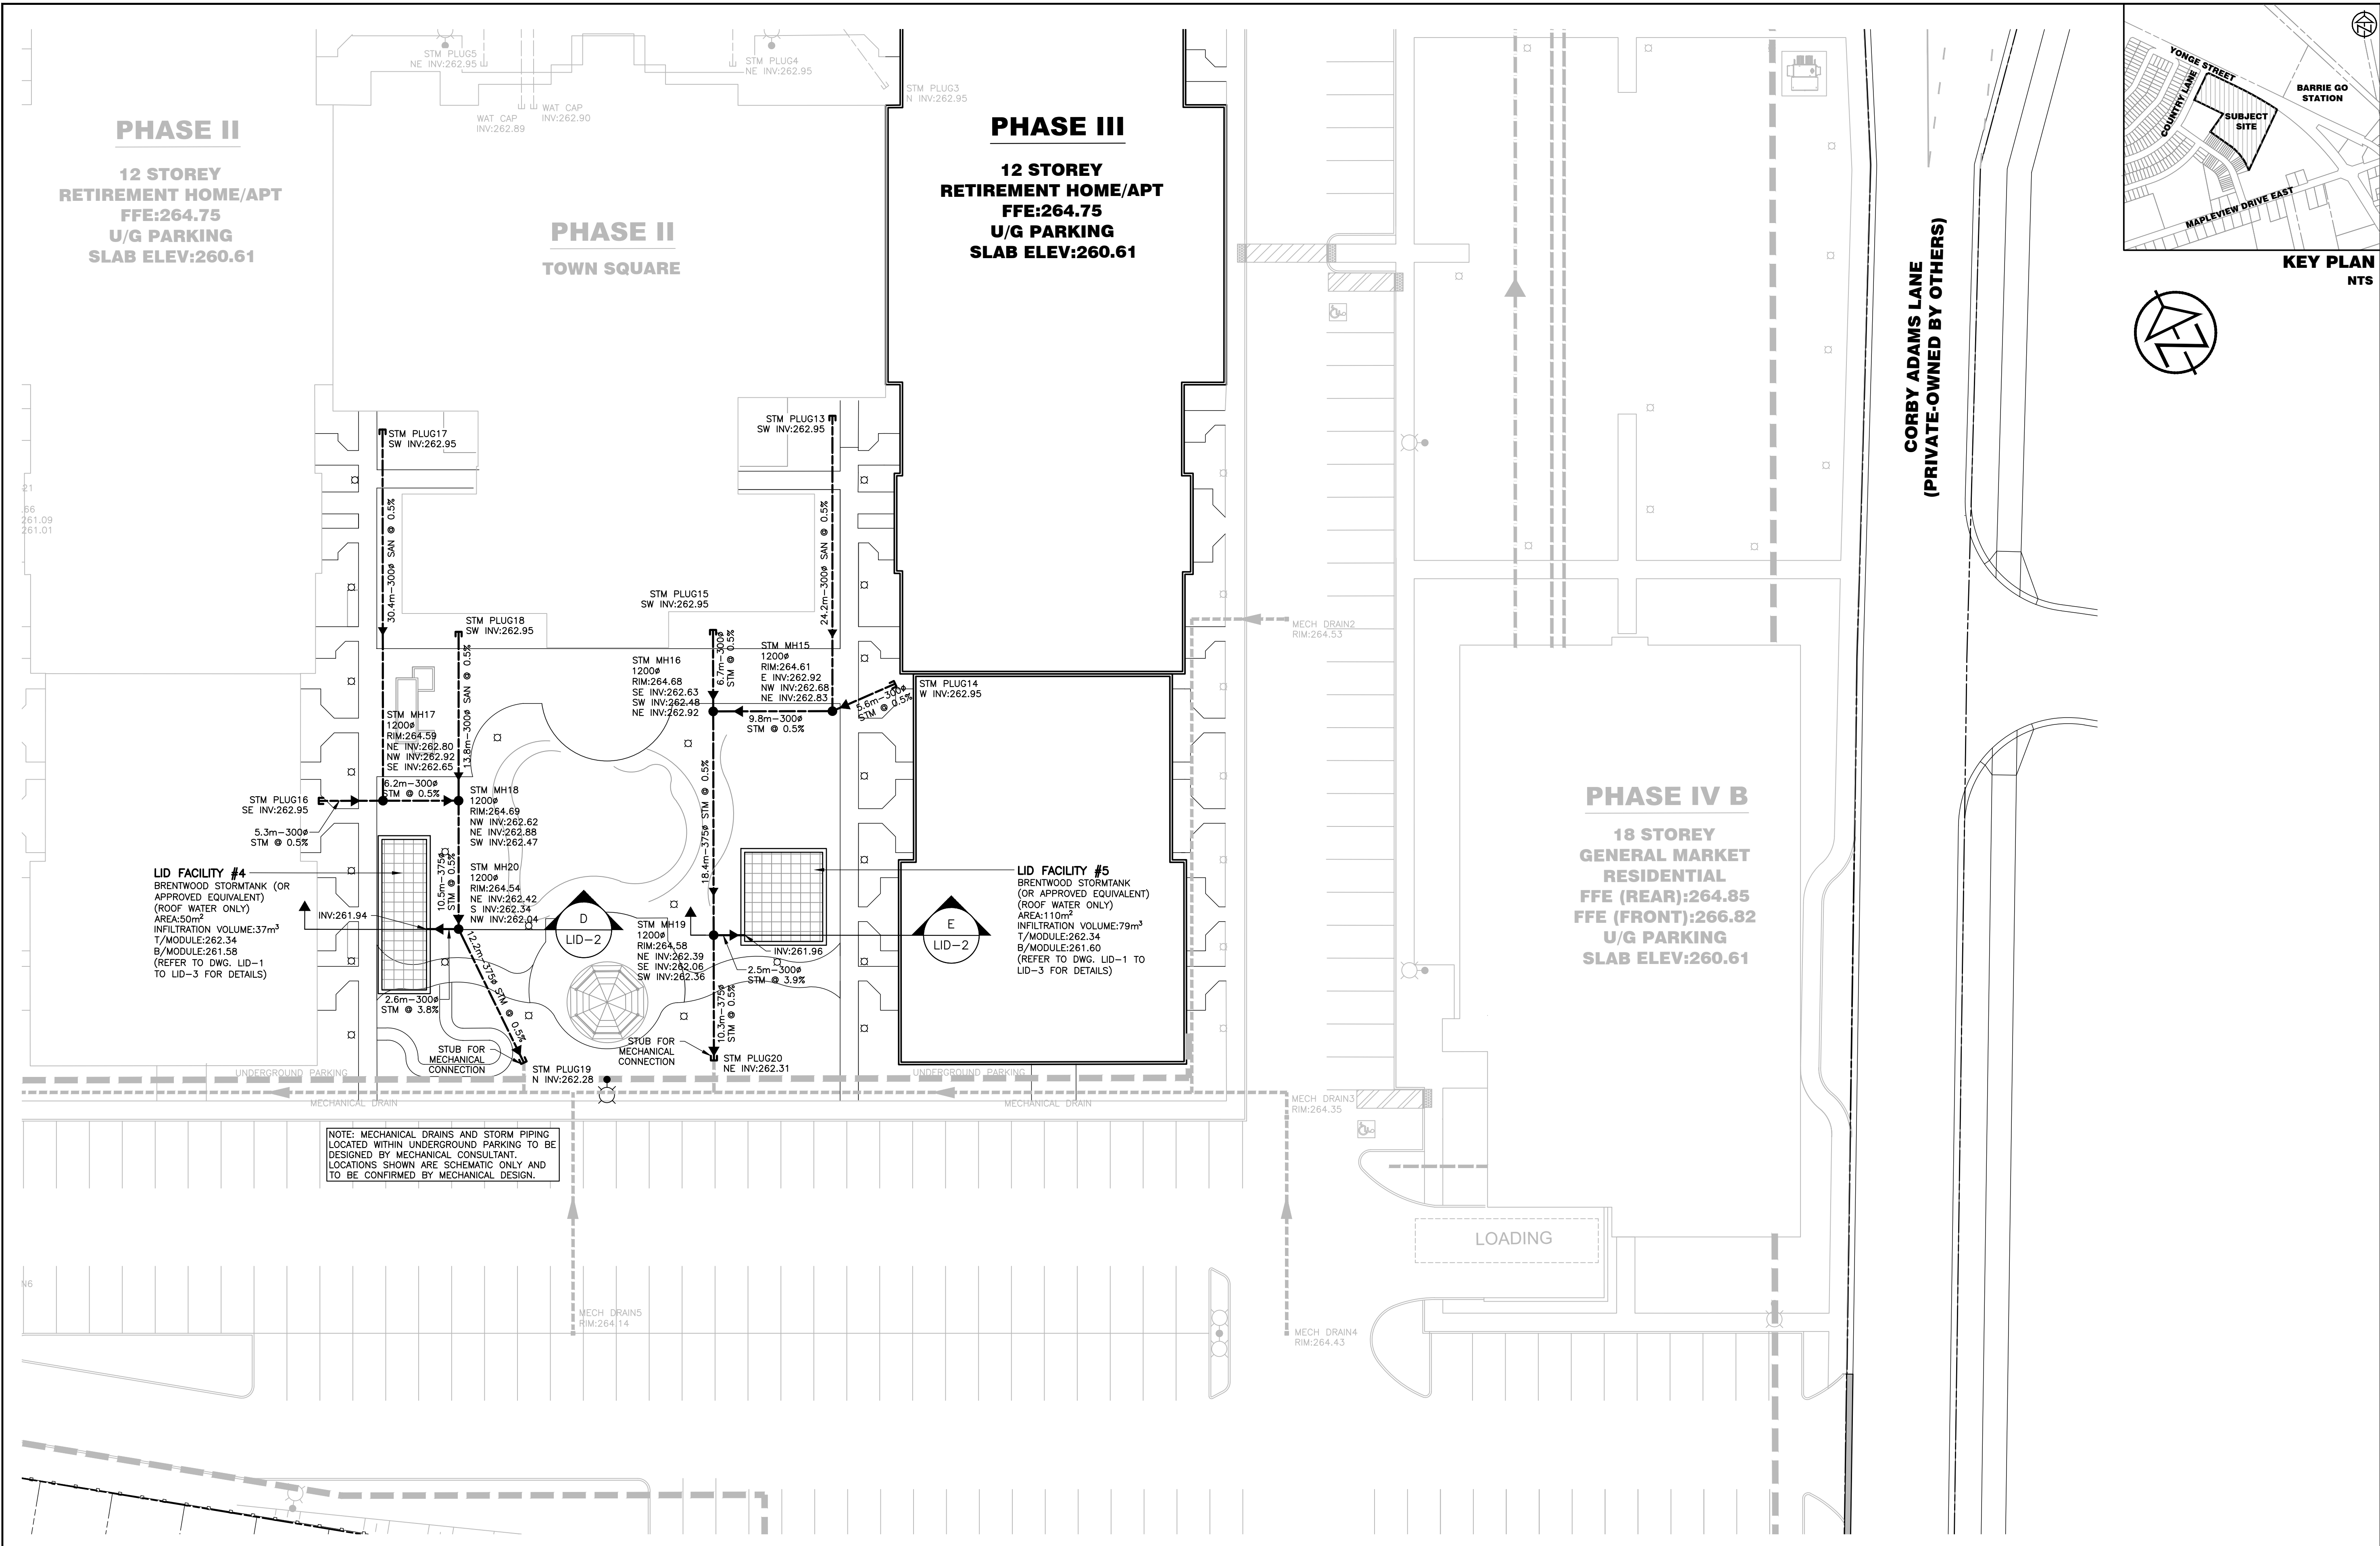 STM PLUG5
NE INV:262.95
STM PLUG4
NE INV:262.95
STM PLUG3
N INV:262.95
WAT CAP
INV:262.89
WAT CAP
INV:262.90
PHASE II
12 STOREY
RETIREMENT HOME/APT
FFE:264.75
U/G PARKING
SLAB ELEV:260.61
PHASE II
TOWN SQUARE
PHASE III
12 STOREY
RETIREMENT HOME/APT
FFE:264.75
U/G PARKING
SLAB ELEV:260.61
CORBY ADAMS LANE
(PRIVATE-OWNED BY OTHERS)
YONGE STREET
COUNTRY LANE
BARRIE GO
STATION
SUBJECT
SITE
MAPLEVIEW DRIVE EAST
KEY PLAN
NTS
21
.66
261.09
261.01
STM PLUG17
SW INV:262.95
STM PLUG13
SW INV:262.95
30.4m-300ø SAN @ 0.5%
24.2m-300ø SAN @ 0.5%
STM PLUG15
SW INV:262.95
STM PLUG18
SW INV:262.95
13.8m-300ø SAN @ 0.5%
6.7m-300ø
STM @ 0.5%
STM MH16
1200ø
RIM:264.68
SE INV:262.63
SW INV:262.48
NE INV:262.92
STM MH15
1200ø
RIM:264.61
E INV:262.92
NW INV:262.68
NE INV:262.83
5.6m-300ø
STM @ 0.5%
STM PLUG14
W INV:262.95
9.8m-300ø
STM @ 0.5%
MECH DRAIN2
RIM:264.53
STM MH17
1200ø
RIM:264.59
NE INV:262.80
NW INV:262.92
SE INV:262.65
6.2m-300ø
STM @ 0.5%
STM PLUG16
SE INV:262.95
5.3m-300ø
STM @ 0.5%
STM MH18
1200ø
RIM:264.69
NW INV:262.62
NE INV:262.88
SW INV:262.47
18.4m-375ø STM @ 0.5%
10.5m-375ø
STM @ 0.5%
STM MH20
1200ø
RIM:264.54
NE INV:262.42
S INV:262.34
NW INV:262.04
LID FACILITY #4
BRENTWOOD STORMTANK (OR
APPROVED EQUIVALENT)
(ROOF WATER ONLY)
AREA:50m²
INFILTRATION VOLUME:37m³
T/MODULE:262.34
B/MODULE:261.58
(REFER TO DWG. LID-1
TO LID-3 FOR DETAILS)
INV:261.94
D
LID-2
STM MH19
1200ø
RIM:264.58
NE INV:262.39
SE INV:262.06
SW INV:262.36
INV:261.96
2.5m-300ø
STM @ 3.9%
E
LID-2
LID FACILITY #5
BRENTWOOD STORMTANK
(OR APPROVED EQUIVALENT)
(ROOF WATER ONLY)
AREA:110m²
INFILTRATION VOLUME:79m³
T/MODULE:262.34
B/MODULE:261.60
(REFER TO DWG. LID-1 TO
LID-3 FOR DETAILS)
PHASE IV B
18 STOREY
GENERAL MARKET
RESIDENTIAL
FFE (REAR):264.85
FFE (FRONT):266.82
U/G PARKING
SLAB ELEV:260.61
2.6m-300ø
STM @ 3.8%
12.2m-375ø STM @ 0.5%
10.3m-375ø
STM @ 0.5%
STUB FOR
MECHANICAL
CONNECTION
STM PLUG19
N INV:262.28
STUB FOR
MECHANICAL
CONNECTION
STM PLUG20
NE INV:262.31
UNDERGROUND PARKING
UNDERGROUND PARKING
MECHANICAL DRAIN
MECHANICAL DRAIN
MECH DRAIN3
RIM:264.35
NOTE: MECHANICAL DRAINS AND STORM PIPING
LOCATED WITHIN UNDERGROUND PARKING TO BE
DESIGNED BY MECHANICAL CONSULTANT.
LOCATIONS SHOWN ARE SCHEMATIC ONLY AND
TO BE CONFIRMED BY MECHANICAL DESIGN.
LOADING
N6
MECH DRAIN5
RIM:264.14
MECH DRAIN4
RIM:264.43